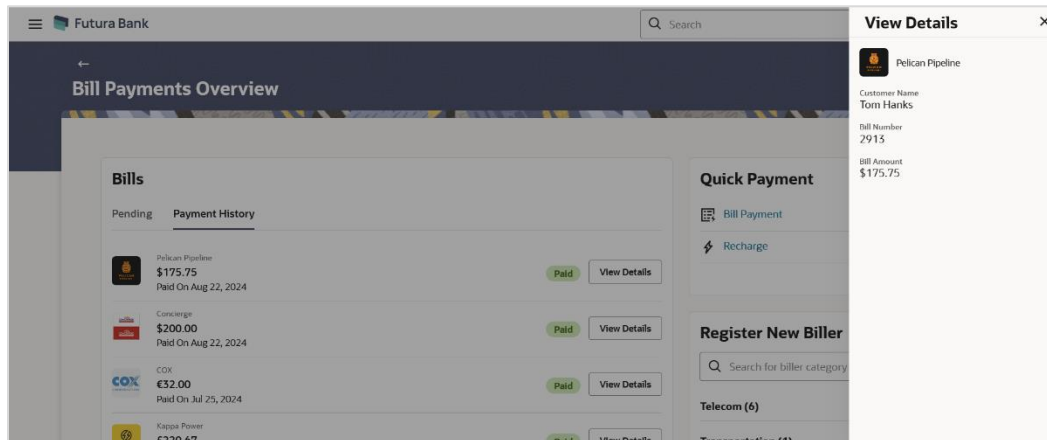 Futura Bank
Search
View Details
Bill Payments Overview
Pelican Pipeline
Customer Name
Tom Hanks
Bill Number
2913
Bill Amount
$175.75
Bills
Pending Payment History
Pelican Pipeline
$175.75
Paid On Aug 22, 2024
Paid View Details
Concierge
$200.00
Paid On Aug 22, 2024
Paid View Details
COX
COX
€32.00
Paid On Jul 25, 2024
Paid View Details
Kappa Power
Quick Payment
Bill Payment
Recharge
Register New Biller
Search for biller category
Telecom (6)